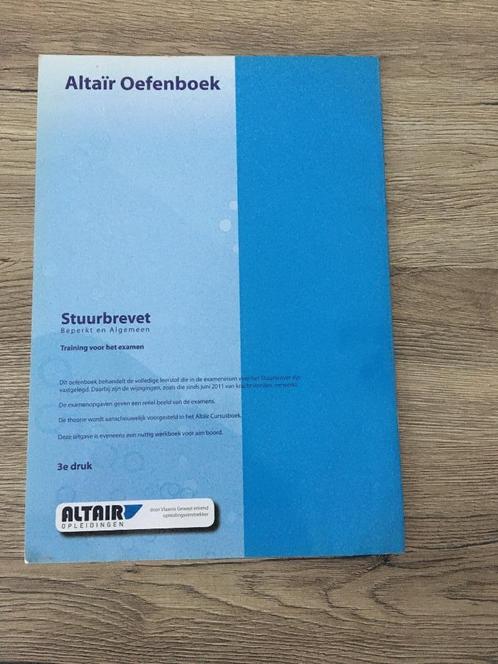 Altaïr Oefenboek
Stuurbrevet
Beperkt en Algemeen
Training voor het examen
Dit oefenboek behandelt de volledige leerstof die in de exameneisen voor het Stuurbrevet zijn
vastgelegd. Daarbij zijn de wijzigingen, zoals die sinds juni 2011 van kracht worden, verwerkt.
De examenopgaven geven een reëel beeld van de examens.
De theorie wordt aanschouwelijk voorgesteld in het Altaïr Cursusboek.
Deze uitgave is eveneens een nuttig werkboek voor aan boord.
3e druk
ALTAIR
OPLEIDINGEN
door Vlaams Gewest erkend
opleidingsverstrekker